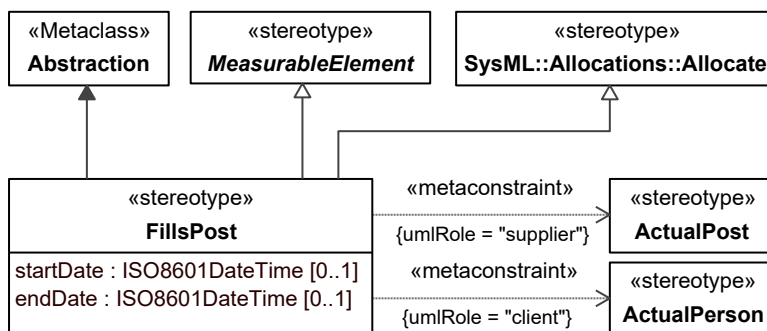 «Metaclass»
Abstraction
«stereotype»
MeasurableElement
«stereotype»
SysML::Allocations::Allocate
«stereotype»
FillsPost
startDate : ISO8601DateTime [0..1]
endDate : ISO8601DateTime [0..1]
«metaconstraint»
{umlRole = "supplier"}
«stereotype»
ActualPost
«metaconstraint»
{umlRole = "client"}
«stereotype»
ActualPerson